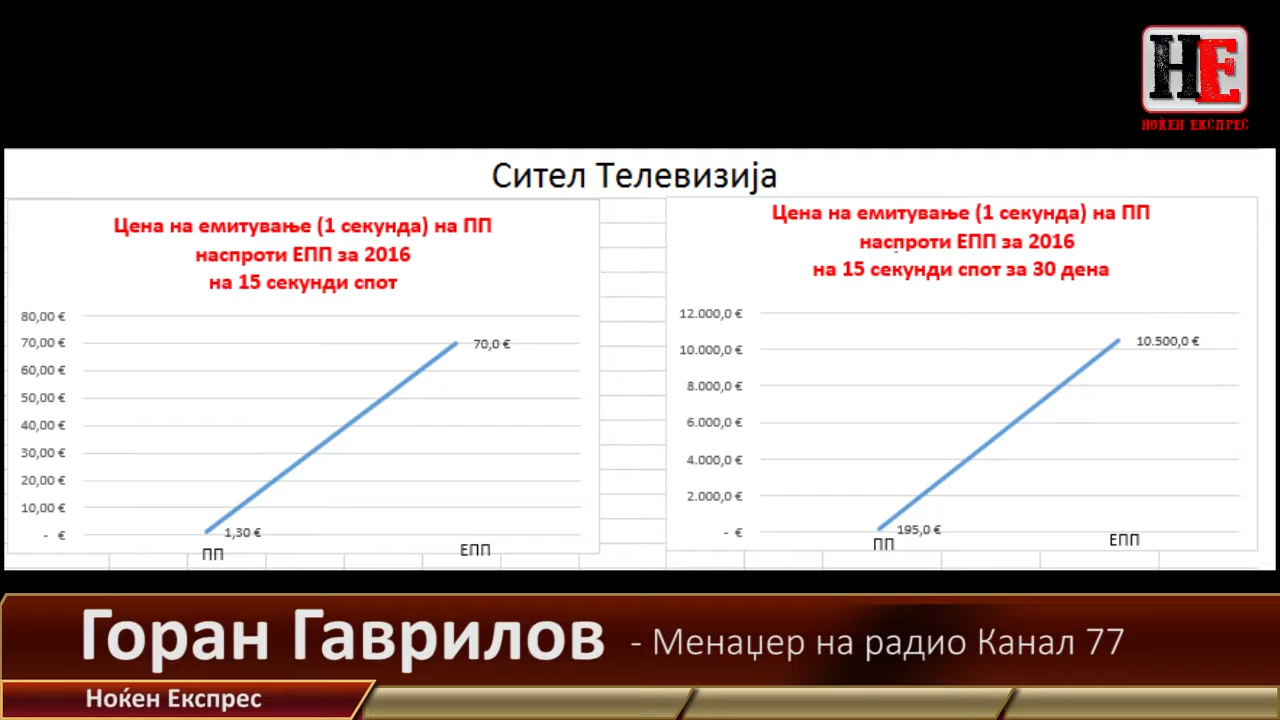 НЕ
НОЌЕН ЕКСПРЕС
Сител Телевизија
Цена на емитување (1 секунда) на ПП
наспроти ЕПП за 2016
на 15 секунди спот
80,00 €
70,00 €
60,00 €
50,00 €
40,00 €
30,00 €
20,00 €
10,00 €
- €
70,0 €
1,30 €
ПП
ЕПП
Цена на емитување (1 секунда) на ПП
наспроти ЕПП за 2016
на 15 секунди спот за 30 дена
12.000,0 €
10.000,0 €
8.000,0 €
6.000,0 €
4.000,0 €
2.000,0 €
- €
10.500,0 €
195,0 €
ПП
ЕПП
Горан Гаврилов - Менаџер на радио Канал 77
Ноќен Експрес